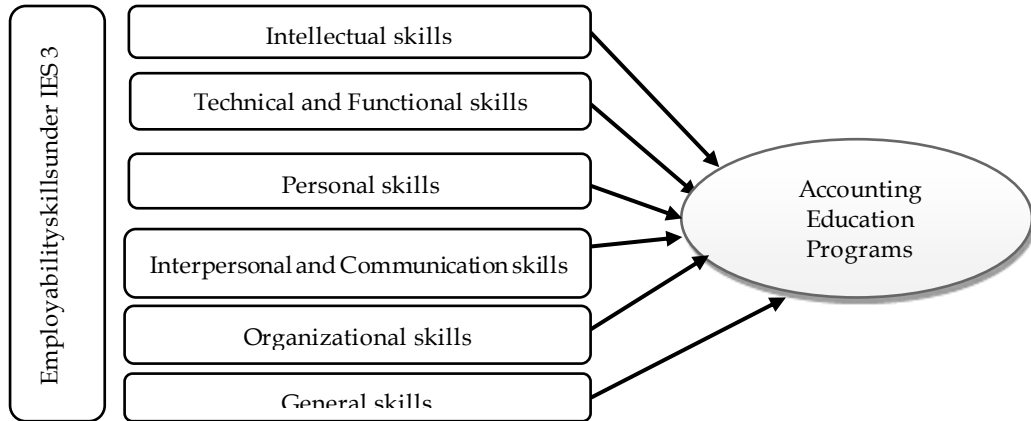 Employabilityskillsunder IES 3
Intellectual skills
Technical and Functional skills
Personal skills
Interpersonal and Communication skills
Organizational skills
General skills
Accounting
Education
Programs